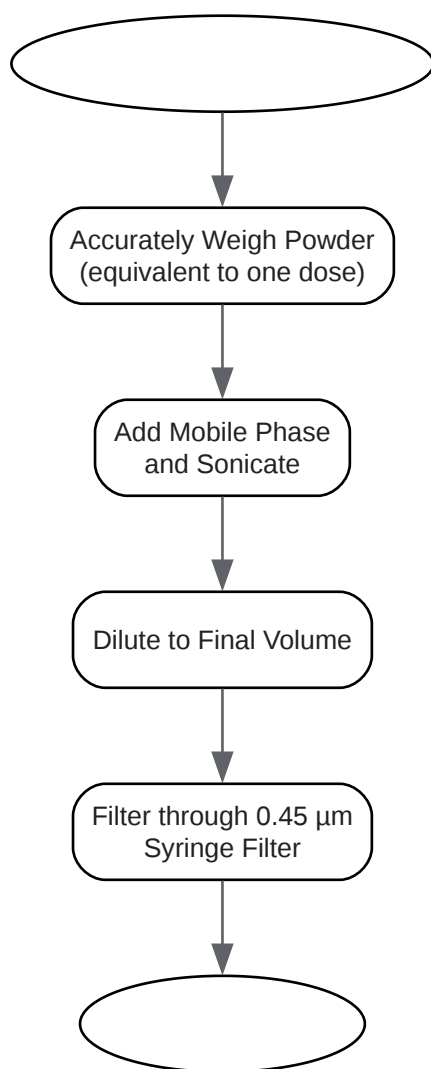 Accurately Weigh Powder
(equivalent to one dose)
Add Mobile Phase
and Sonicate
Dilute to Final Volume
Filter through 0.45 µm
Syringe Filter